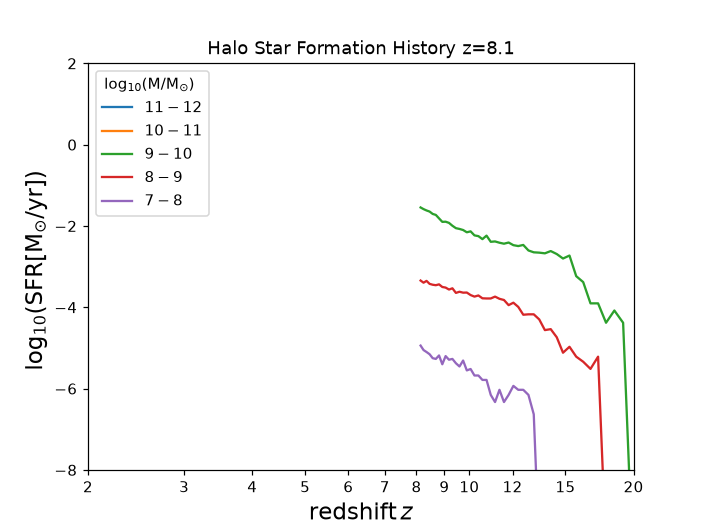 Halo Star Formation History z=8.1
log₁₀(SFR[M☉/yr])
2
0
−2
−4
−6
−8
log₁₀(M/M☉)
11 − 12
10 − 11
9 − 10
8 − 9
7 − 8
2 3 4 5 6 7 8 9 10 12 15 20
redshift z